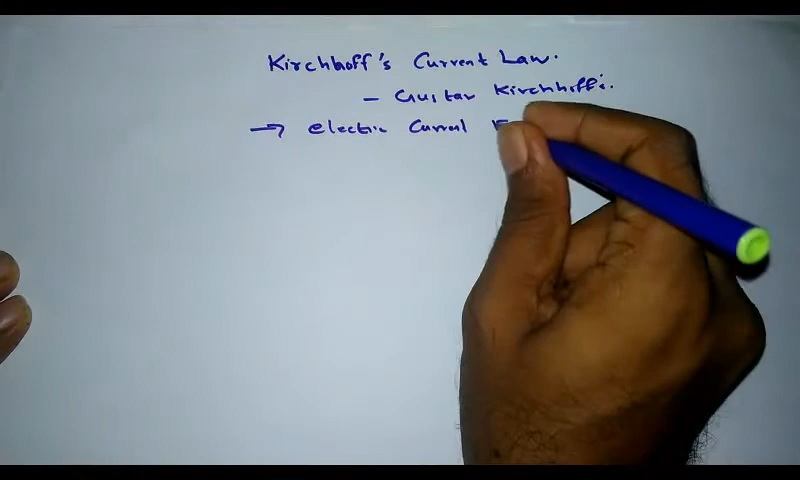 Kirchhoff's Current Law.
- Gustav Kirchhoff's.
→ electric Current